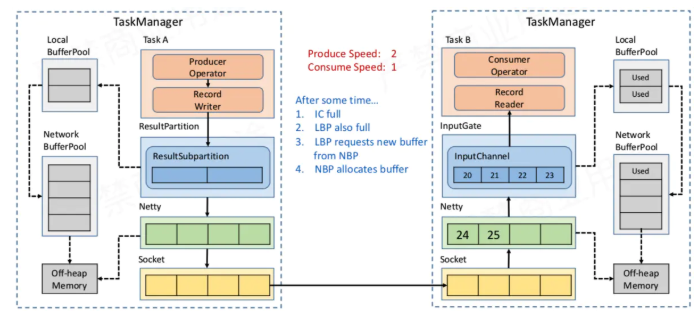 TaskManager
Local
BufferPool
Task A
Producer
Operator
Record
Writer
ResultPartition
Network
BufferPool
ResultSubpartition
Netty
Off-heap
Memory
Socket
Produce Speed: 2
Consume Speed: 1
After some time...
1. IC full
2. LBP also full
3. LBP requests new buffer
from NBP
4. NBP allocates buffer
TaskManager
Task B
Consumer
Operator
Record
Reader
Local
BufferPool
Used
Used
InputGate
InputChannel
20 21 22 23
Network
BufferPool
Used
Netty
24 25
Socket
Off-heap
Memory